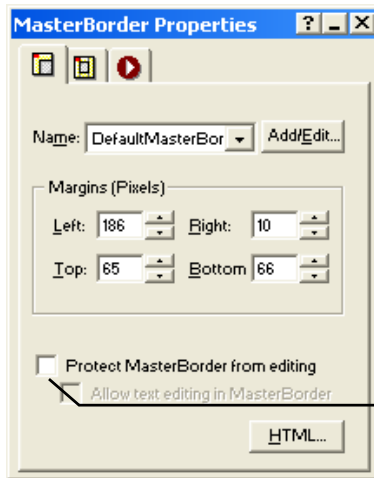 MasterBorder Properties
Name: DefaultMasterBor Add/Edit...
Margins (Pixels)
Left: 186 Right: 10
Top: 65 Bottom 66
Protect MasterBorder from editing
Allow text editing in MasterBorder
HTML...